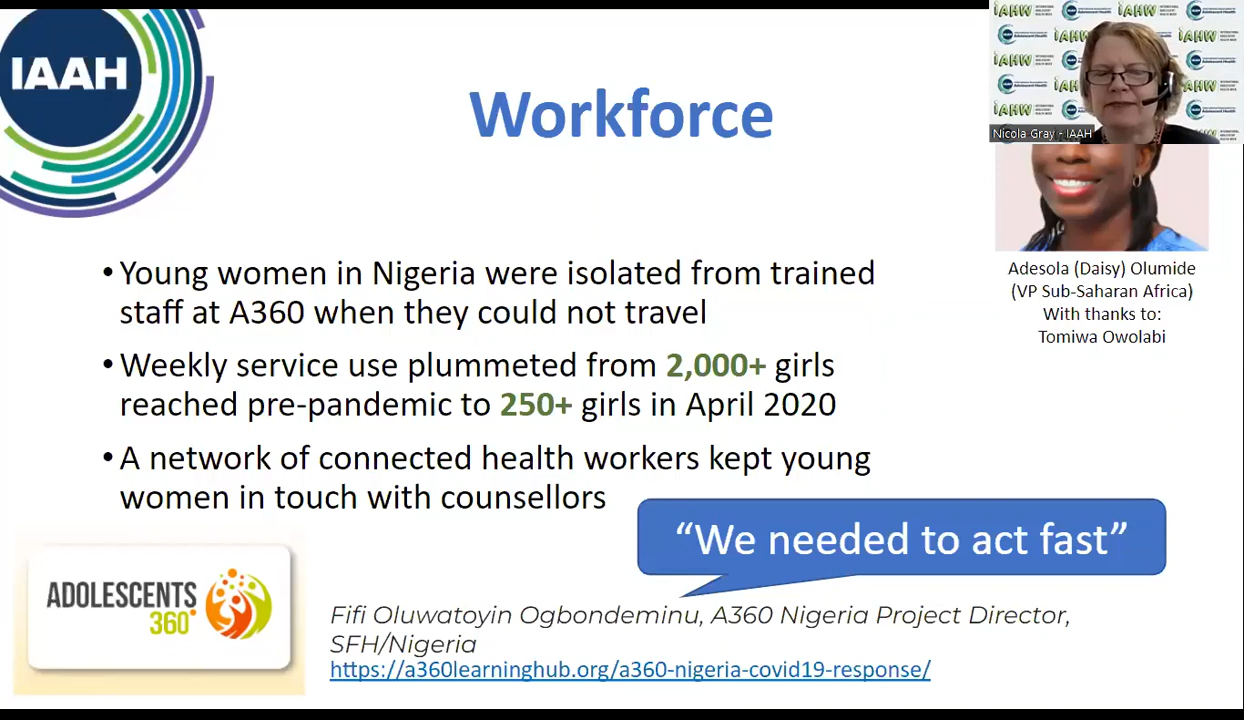 IAAH
Workforce
Nicola Gray - IAAH
Adesola (Daisy) Olumide
(VP Sub-Saharan Africa)
With thanks to:
Tomiwa Owolabi
• Young women in Nigeria were isolated from trained
staff at A360 when they could not travel
• Weekly service use plummeted from 2,000+ girls
reached pre-pandemic to 250+ girls in April 2020
• A network of connected health workers kept young
women in touch with counsellors
“We needed to act fast”
ADOLESCENTS
360°
Fifi Oluwatoyin Ogbondeminu, A360 Nigeria Project Director,
SFH/Nigeria
https://a360learninghub.org/a360-nigeria-covid19-response/